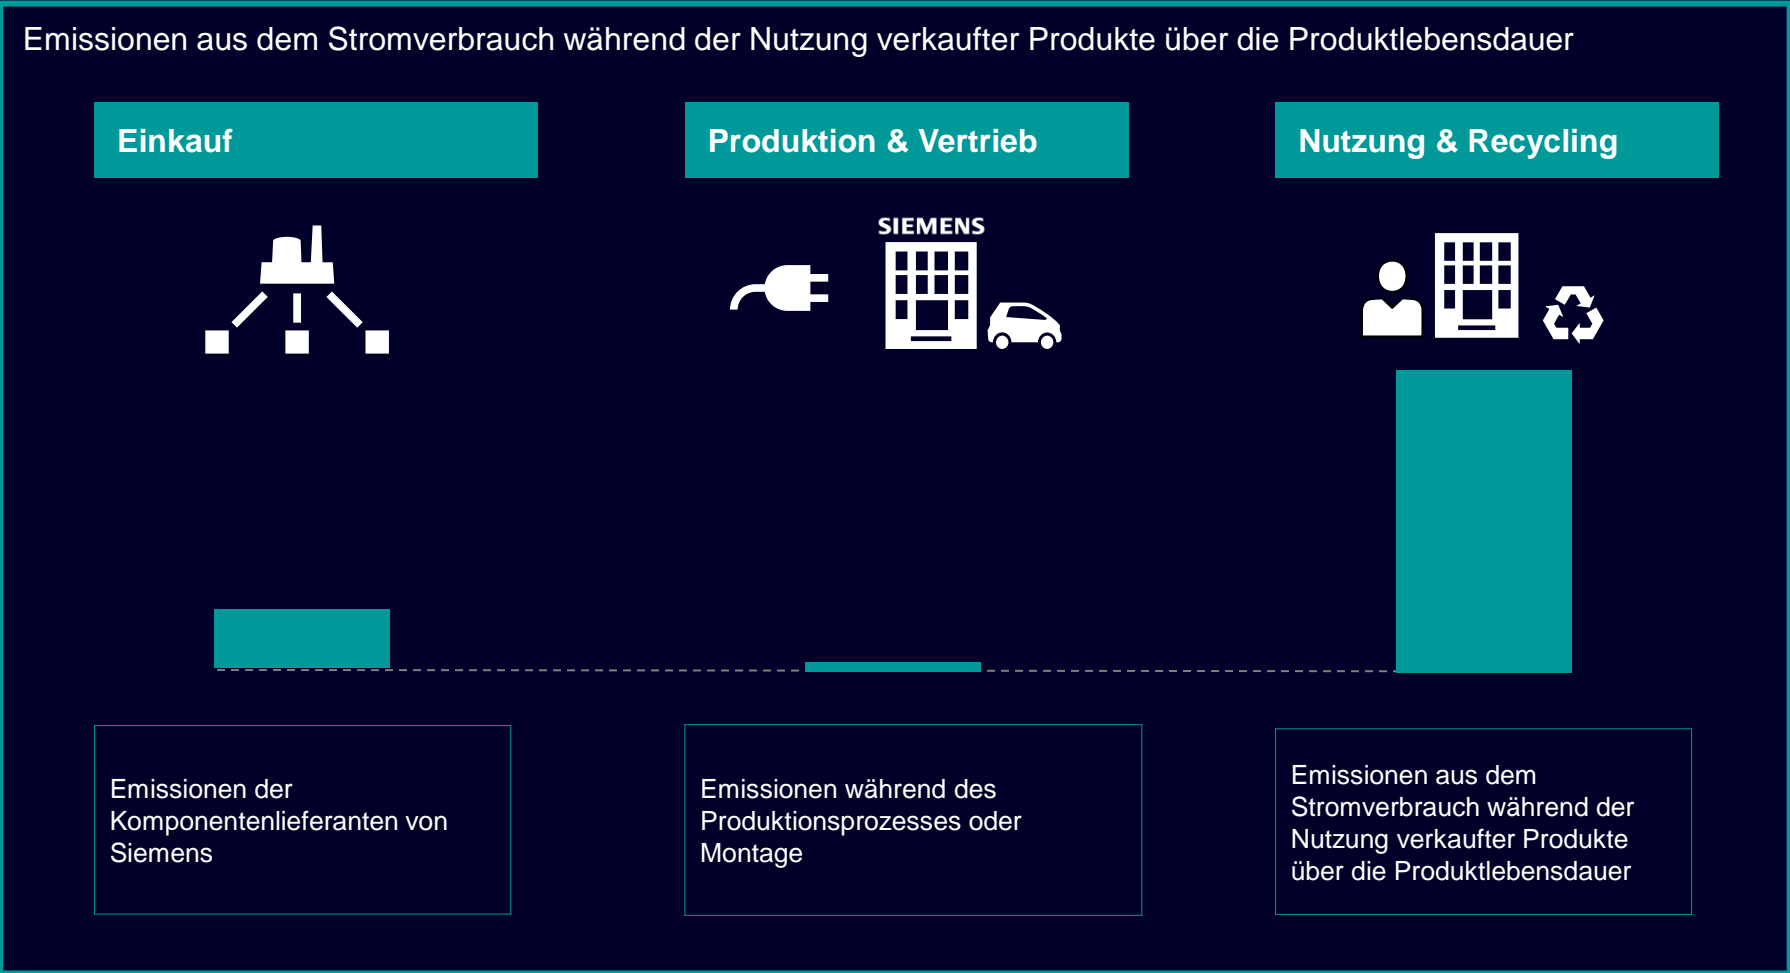 Emissionen aus dem Stromverbrauch während der Nutzung verkaufter Produkte über die Produktlebensdauer
Einkauf
Produktion & Vertrieb
Nutzung & Recycling
SIEMENS
Emissionen der
Komponentenlieferanten von
Siemens
Emissionen während des
Produktionsprozesses oder
Montage
Emissionen aus dem
Stromverbrauch während der
Nutzung verkaufter Produkte
über die Produktlebensdauer